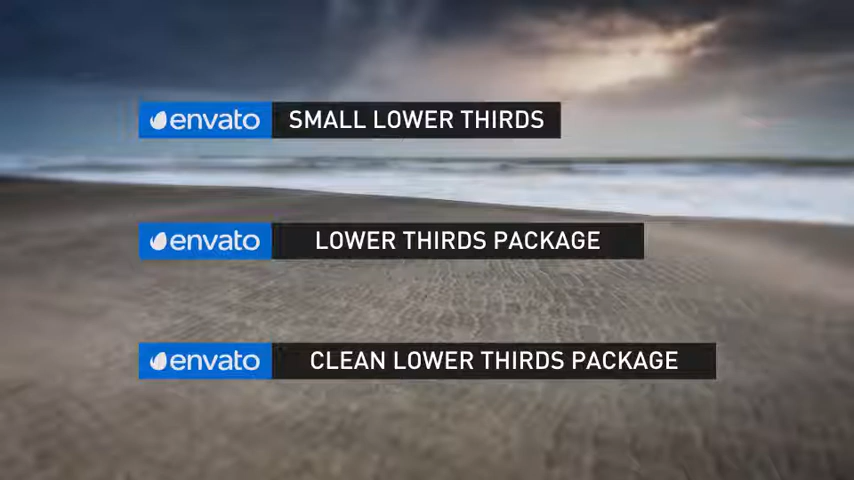 envato SMALL LOWER THIRDS
envato LOWER THIRDS PACKAGE
envato CLEAN LOWER THIRDS PACKAGE